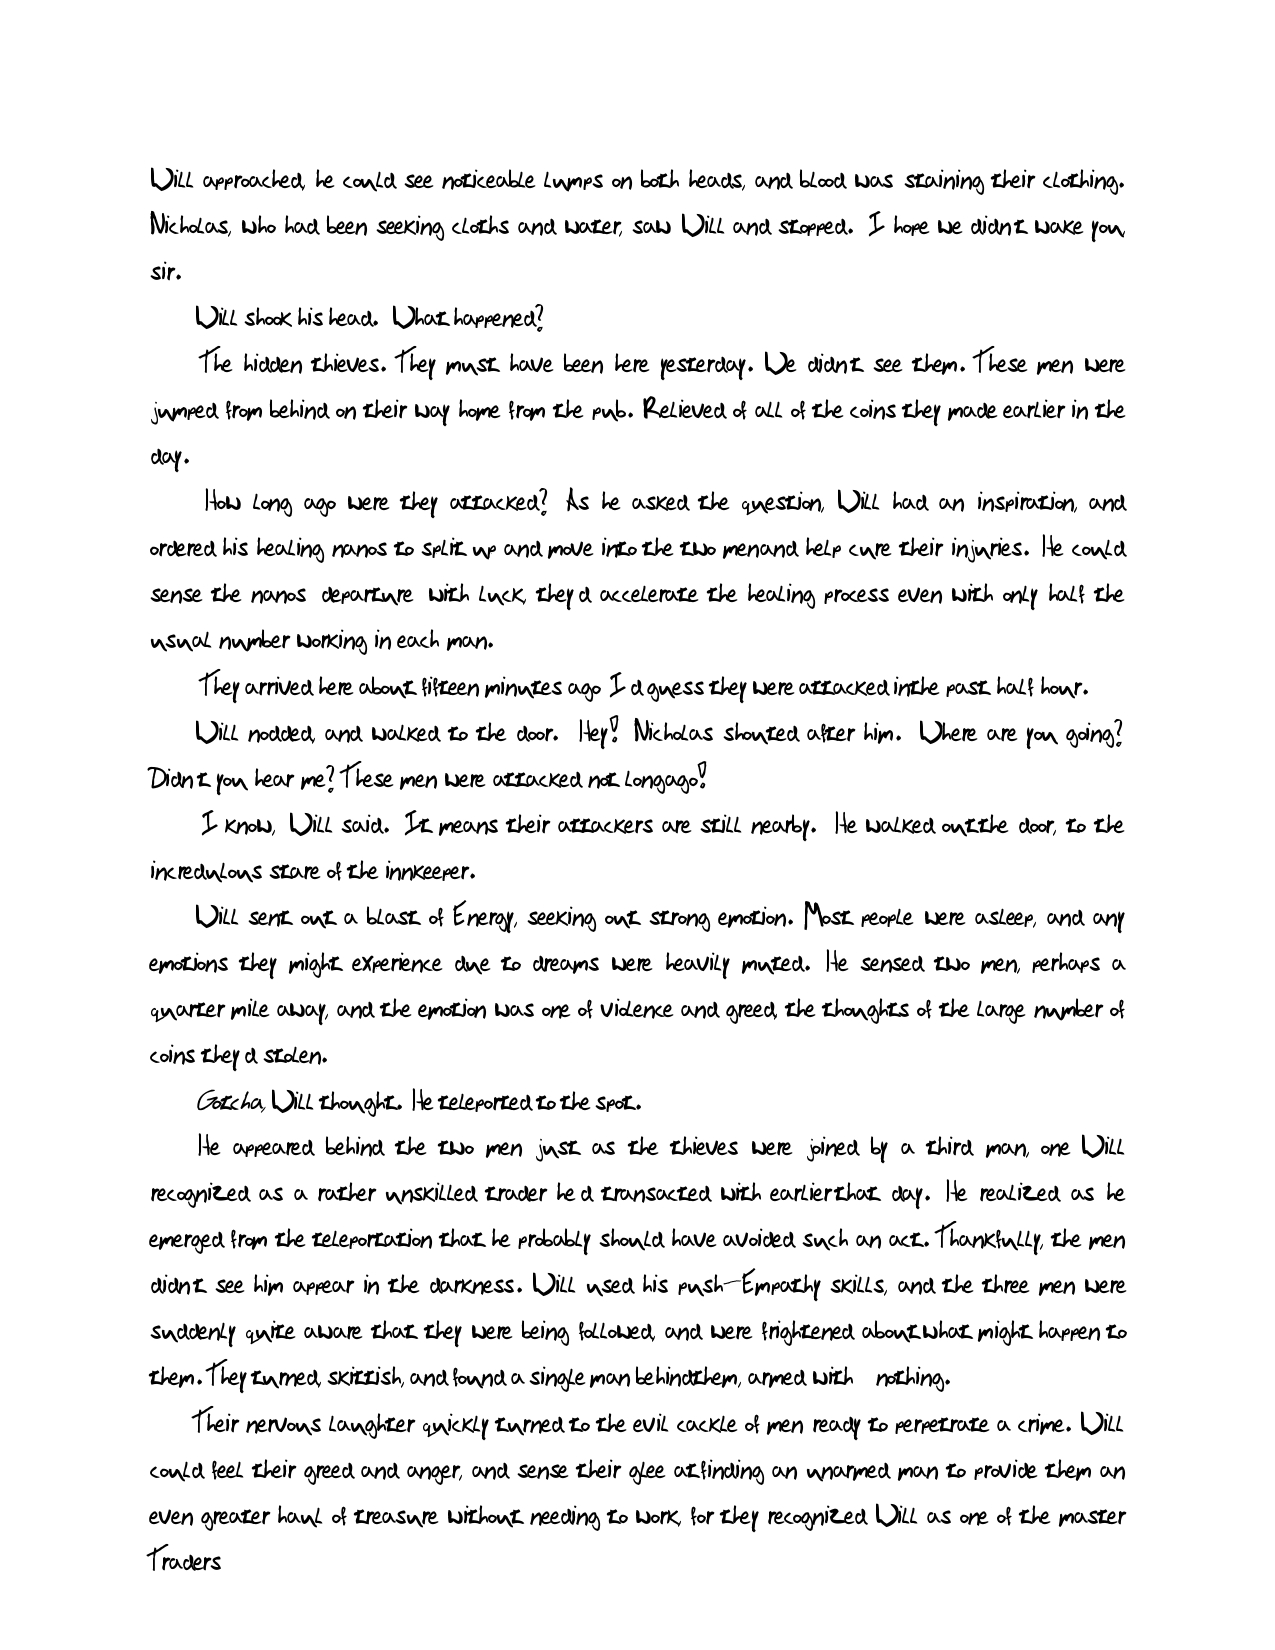 Will approached, he could see noticeable lumps on both heads, and blood was staining their clothing.
Nicholas, who had been seeking cloths and water, saw Will and stopped. I hope we didnt wake you,
sir.
Will shook his head. What happened?
The hidden thieves. They must have been here yesterday. We didnt see them. These men were
jumped from behind on their way home from the pub. Relieved of all of the coins they made earlier in the
day.
How long ago were they attacked? As he asked the question, Will had an inspiration, and
ordered his healing nanos to split up and move into the two menand help cure their injuries. He could
sense the nanos departure with luck, they d accelerate the healing process even with only half the
usual number working in each man.
They arrived here about fifteen minutes ago I d guess they were attacked inthe past half hour.
Will nodded, and walked to the door. Hey! Nicholas shouted after him. Where are you going?
Didnt you hear me? These men were attacked not longago!
I know, Will said. It means their attackers are still nearby. He walked outthe door, to the
incredulous stare of the innkeeper.
Will sent out a blast of Energy, seeking out strong emotion. Most people were asleep, and any
emotions they might experience due to dreams were heavily muted. He sensed two men, perhaps a
quarter mile away, and the emotion was one of violence and greed, the thoughts of the large number of
coins they d stolen.
Gotcha, Will thought. He teleported to the spot.
He appeared behind the two men just as the thieves were joined by a third man, one Will
recognized as a rather unskilled trader he d transacted with earlierthat day. He realized as he
emerged from the teleportation that he probably should have avoided such an act. Thankfully, the men
didnt see him appear in the darkness. Will used his push-Empathy skills, and the three men were
suddenly quite aware that they were being followed, and were frightened aboutwhat might happen to
them. They turned, skittish, and found a single man behindthem, armed with nothing.
Their nervous laughter quickly turned to the evil cackle of men ready to perpetrate a crime. Will
could feel their greed and anger, and sense their glee atfinding an unarmed man to provide them an
even greater haul of treasure without needing to work, for they recognized Will as one of the master
Traders